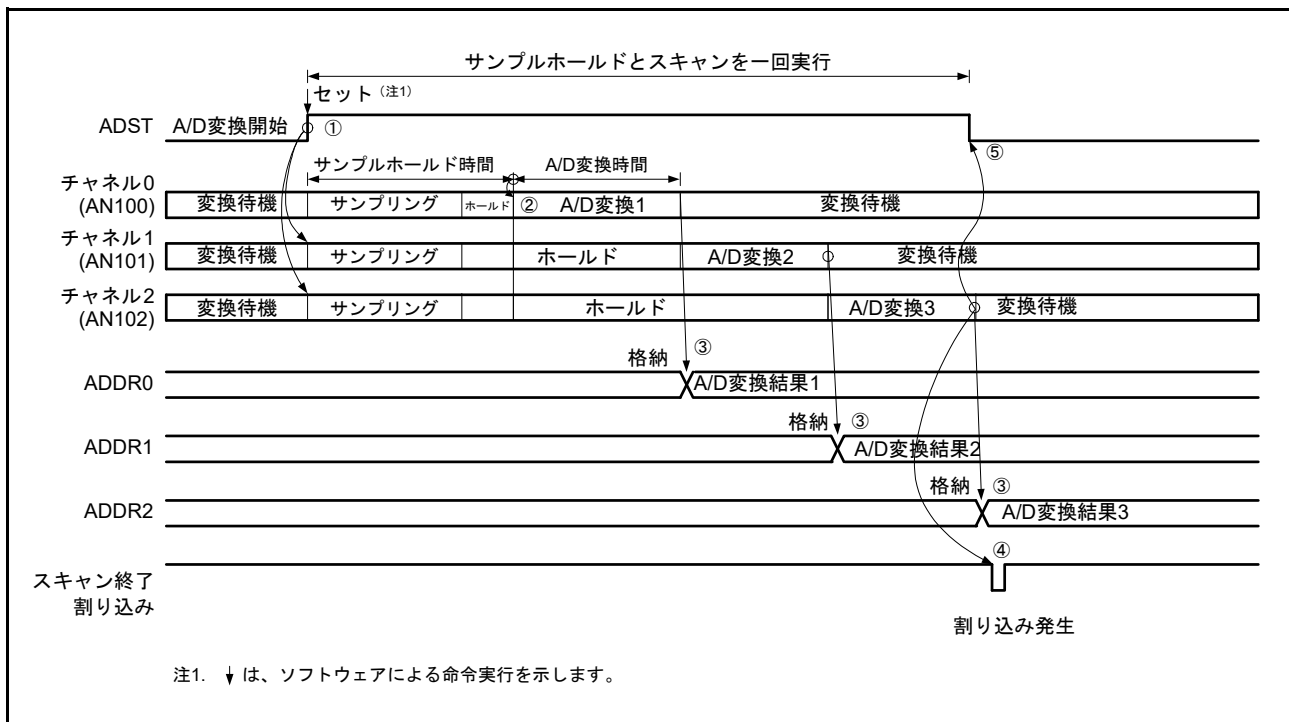 サンプルホールドとスキャンを一回実行
セット（注1）
ADST A/D変換開始 ①
⑤
サンプルホールド時間 A/D変換時間
チャネル0
(AN100)
変換待機 サンプリング ホールド ② A/D変換1 変換待機
チャネル1
(AN101)
変換待機 サンプリング ホールド A/D変換2 変換待機
チャネル2
(AN102)
変換待機 サンプリング ホールド A/D変換3 変換待機
格納 ③
ADDR0 A/D変換結果1
格納 ③
ADDR1 A/D変換結果2
格納 ③
ADDR2 A/D変換結果3
④
スキャン終了
割り込み
割り込み発生
注1. は、ソフトウェアによる命令実行を示します。